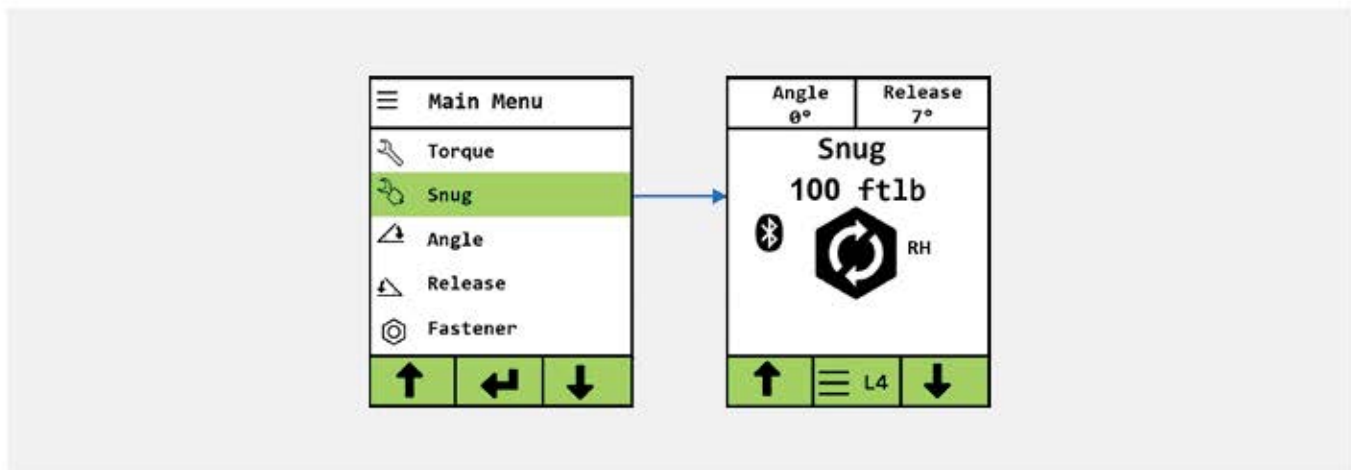 Main Menu
Torque
Snug
Angle
Release
Fastener
Angle
0°
Release
7°
Snug
100 ftlb
RH
L4